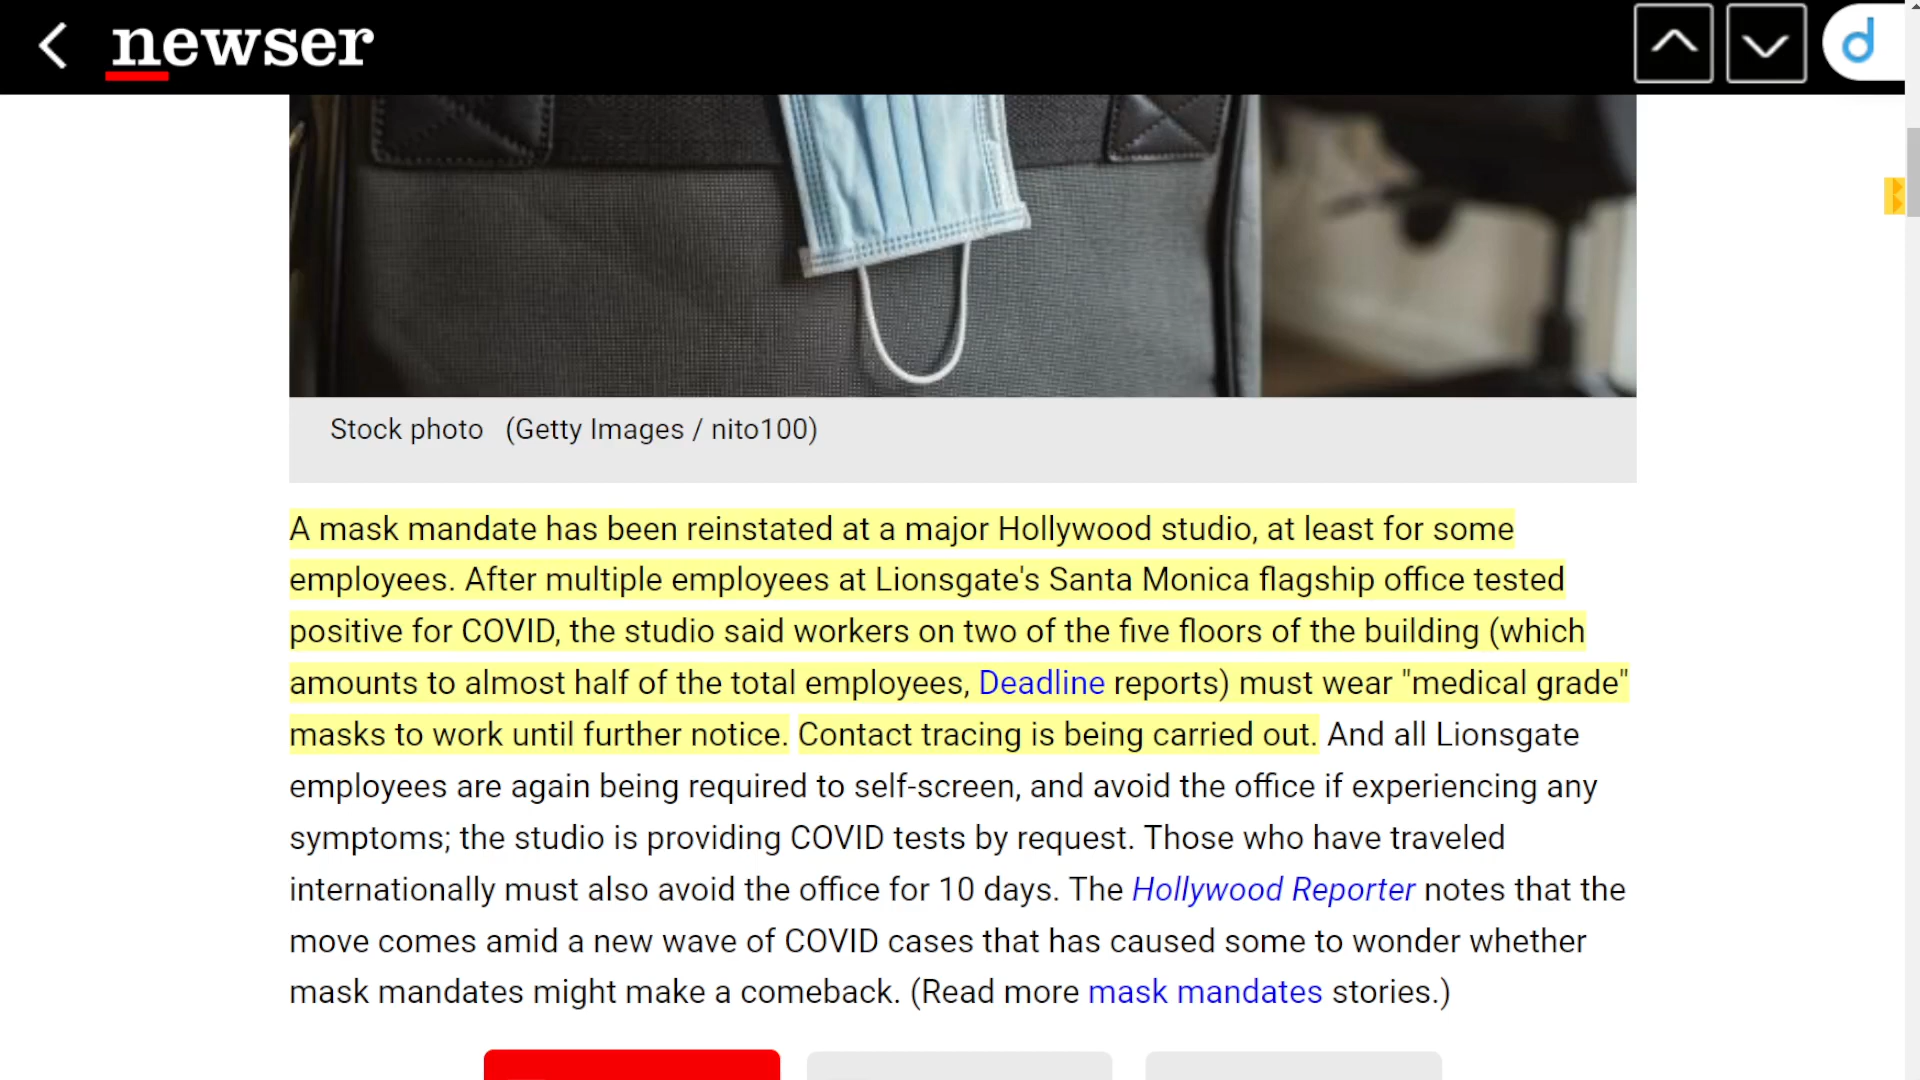 newser
Stock photo (Getty Images / nito100)
A mask mandate has been reinstated at a major Hollywood studio, at least for some
employees. After multiple employees at Lionsgate's Santa Monica flagship office tested
positive for COVID, the studio said workers on two of the five floors of the building (which
amounts to almost half of the total employees, Deadline reports) must wear "medical grade"
masks to work until further notice. Contact tracing is being carried out. And all Lionsgate
employees are again being required to self-screen, and avoid the office if experiencing any
symptoms; the studio is providing COVID tests by request. Those who have traveled
internationally must also avoid the office for 10 days. The Hollywood Reporter notes that the
move comes amid a new wave of COVID cases that has caused some to wonder whether
mask mandates might make a comeback. (Read more mask mandates stories.)